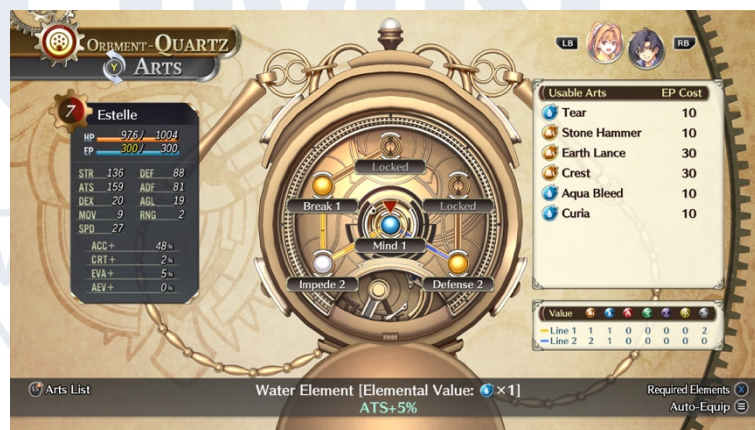 ORBMENT-QUARTZ
Y ARTS
LB RB
7 Estelle
HP 976/ 1004
EP 300/ 300
STR 136 DEF 88
ATS 159 ADF 81
DEX 20 AGL 19
MOV 9 RNG 2
SPD 27
ACC+ 48%
CRT+ 2%
EVA+ 5%
AEV+ 0%
Locked
Break 1 Locked
Mind 1
Impede 2 Defense 2
Usable Arts EP Cost
Tear 10
Stone Hammer 10
Earth Lance 30
Crest 30
Aqua Bleed 10
Curia 10
Value
Line 1 1 1 0 0 0 0 2
Line 2 2 1 0 0 0 0 0
Arts List
Water Element [Elemental Value: ×1]
ATS+5%
Required Elements X
Auto-Equip